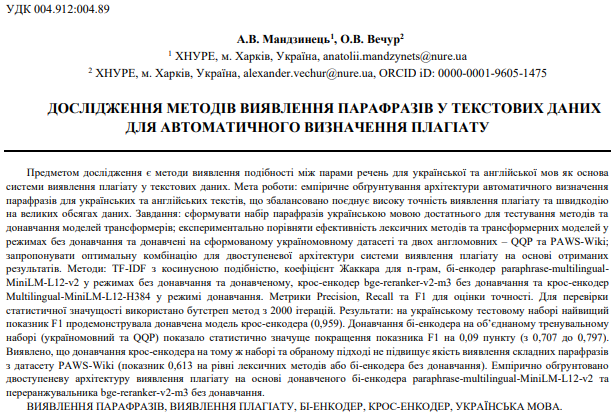 УДК 004.912:004.89
А.В. Мандзинець¹, О.В. Вечур²
¹ ХНУРЕ, м. Харків, Україна, anatolii.mandzynets@nure.ua
² ХНУРЕ, м. Харків, Україна, alexander.vechur@nure.ua, ORCID iD: 0000-0001-9605-1475
ДОСЛІДЖЕННЯ МЕТОДІВ ВИЯВЛЕННЯ ПАРАФРАЗІВ У ТЕКСТОВИХ ДАНИХ
ДЛЯ АВТОМАТИЧНОГО ВИЗНАЧЕННЯ ПЛАГІАТУ
Предметом дослідження є методи виявлення подібності між парами речень для української та англійської мов як основа
системи виявлення плагіату у текстових даних. Мета роботи: емпіричне обґрунтування архітектури автоматичного визначення
парафразів для українських та англійських текстів, що збалансовано поєднує високу точність виявлення плагіату та швидкодію
на великих обсягах даних. Завдання: сформувати набір парафразів українською мовою достатнього для тестування методів та
донавчання моделей трансформерів; експериментально порівняти ефективність лексичних методів та трансформерних моделей у
режимах без донавчання та донавчені на сформованому україномовному датасеті та двох англомовних – QQP та PAWS-Wiki;
запропонувати оптимальну комбінацію для двоступеневої архітектури системи виявлення плагіату на основі отриманих
результатів. Методи: TF-IDF з косинусною подібністю, коефіцієнт Жаккара для n-грам, бі-енкодер paraphrase-multilingual-
MiniLM-L12-v2 у режимах без донавчання та донавченому, крос-енкодер bge-reranker-v2-m3 без донавчання та крос-енкодер
Multilingual-MiniLM-L12-H384 у режимі донавчання. Метрики Precision, Recall та F1 для оцінки точності. Для перевірки
статистичної значущості використано бутстреп метод з 2000 ітерацій. Результати: на українському тестовому наборі найвищий
показник F1 продемонструвала донавчена модель крос-енкодера (0,959). Донавчання бі-енкодера на об’єднаному тренувальному
наборі (україномовний та QQP) показало статистично значуще покращення показника F1 на 0,09 пункти (з 0,707 до 0,797).
Виявлено, що донавчання крос-енкодера на тому ж наборі та обраному підході не підвищує якість виявлення складних парафразів
з датасету PAWS-Wiki (показник 0,613 на рівні лексичних методів або бі-енкодера без донавчання). Емпірично обґрунтовано
двоступеневу архітектуру виявлення плагіату на основі донавченого бі-енкодера paraphrase-multilingual-MiniLM-L12-v2 та
переранжувальника bge-reranker-v2-m3 без донавчання.
ВИЯВЛЕННЯ ПАРАФРАЗІВ, ВИЯВЛЕННЯ ПЛАГІАТУ, БІ-ЕНКОДЕР, КРОС-ЕНКОДЕР, УКРАЇНСЬКА МОВА.